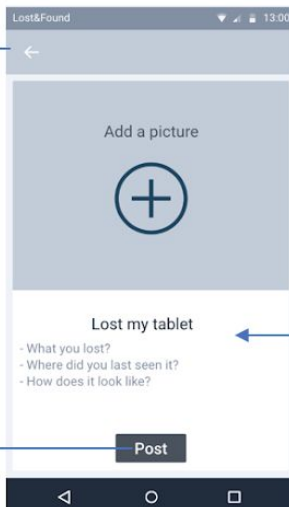 Lost&Found
13:00
Add a picture
Lost my tablet
- What you lost?
- Where did you last seen it?
- How does it look like?
Post